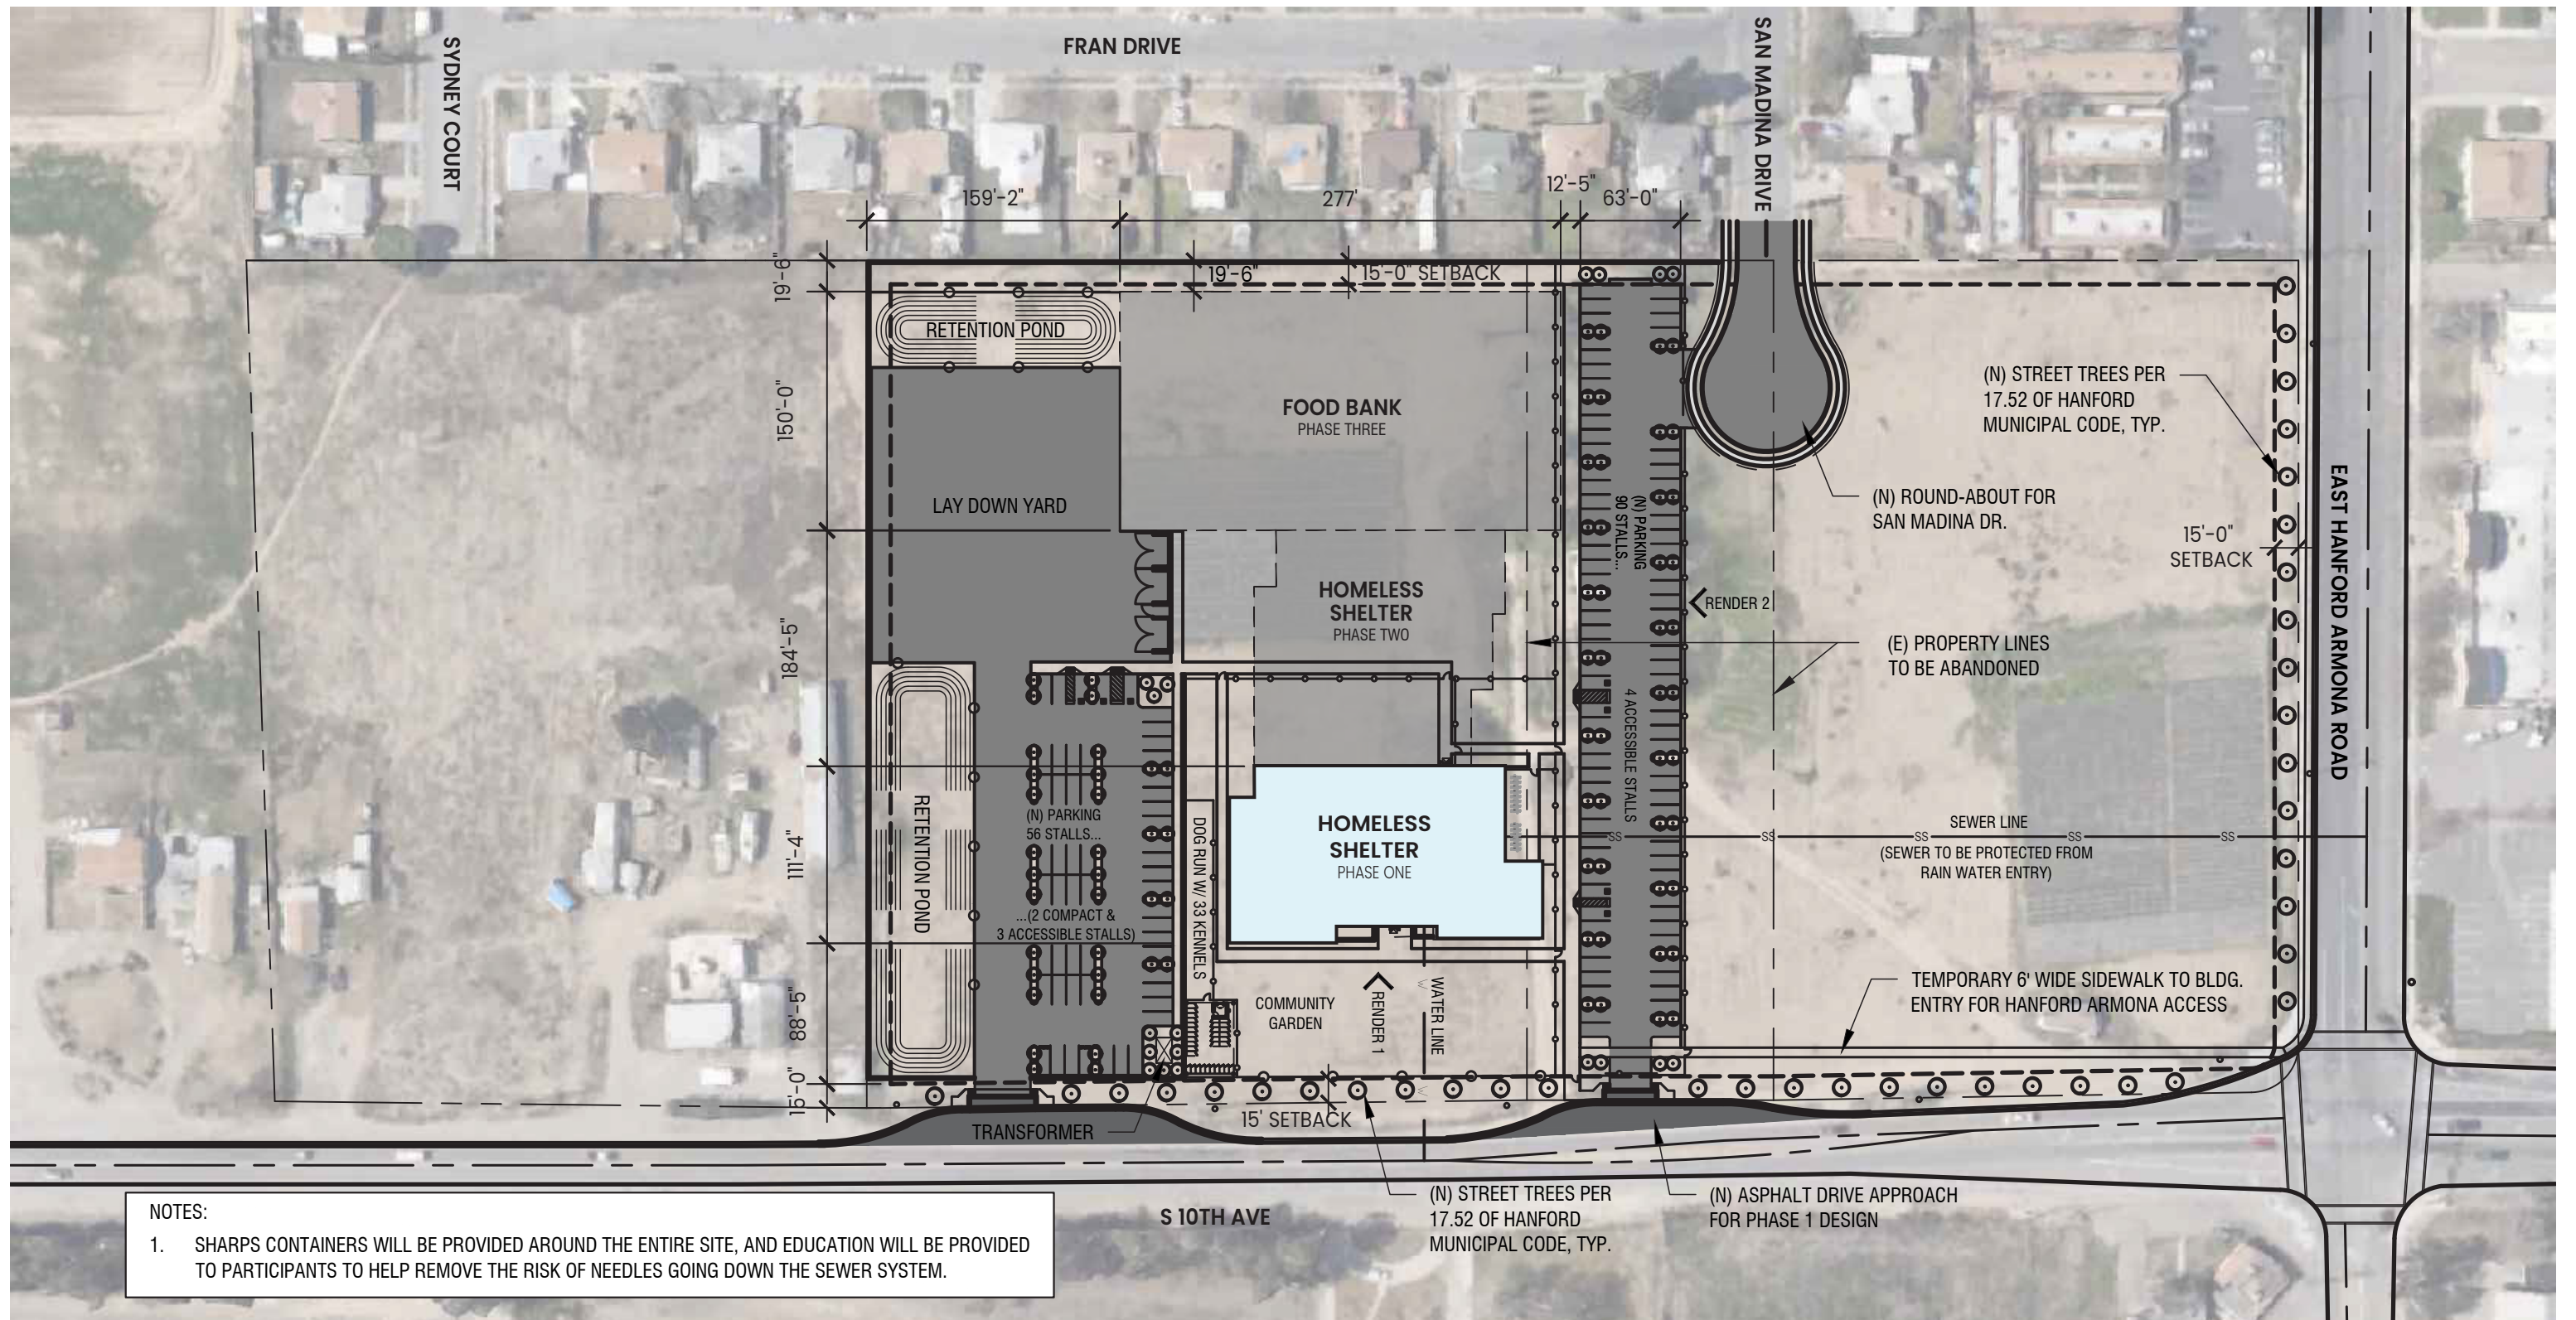 FRAN DRIVE
SYDNEY COURT
SAN MADINA DRIVE
159'-2"
277'
12'-5"
63'-0"
19'-6"
19'-6"
15'-0" SETBACK
RETENTION POND
150'-0"
FOOD BANK
PHASE THREE
LAY DOWN YARD
(N) STREET TREES PER
17.52 OF HANFORD
MUNICIPAL CODE, TYP.
(N) ROUND-ABOUT FOR
SAN MADINA DR.
EAST HANFORD ARMONA ROAD
15'-0"
SETBACK
(N) PARKING
90 STALLS...
4 ACCESSIBLE STALLS
RENDER 2
HOMELESS
SHELTER
PHASE TWO
184'-5"
(E) PROPERTY LINES
TO BE ABANDONED
RETENTION POND
(N) PARKING
56 STALLS...
...(2 COMPACT &
3 ACCESSIBLE STALLS)
DOG RUN W/ 33 KENNELS
HOMELESS
SHELTER
PHASE ONE
111'-4"
SS
SS
SS
SS
SS
SEWER LINE
(SEWER TO BE PROTECTED FROM
RAIN WATER ENTRY)
88'-5"
COMMUNITY
GARDEN
RENDER 1
WATER LINE
TEMPORARY 6' WIDE SIDEWALK TO BLDG.
ENTRY FOR HANFORD ARMONA ACCESS
15'-0"
TRANSFORMER
15' SETBACK
(N) STREET TREES PER
17.52 OF HANFORD
MUNICIPAL CODE, TYP.
(N) ASPHALT DRIVE APPROACH
FOR PHASE 1 DESIGN
S 10TH AVE
NOTES:
1. SHARPS CONTAINERS WILL BE PROVIDED AROUND THE ENTIRE SITE, AND EDUCATION WILL BE PROVIDED
TO PARTICIPANTS TO HELP REMOVE THE RISK OF NEEDLES GOING DOWN THE SEWER SYSTEM.